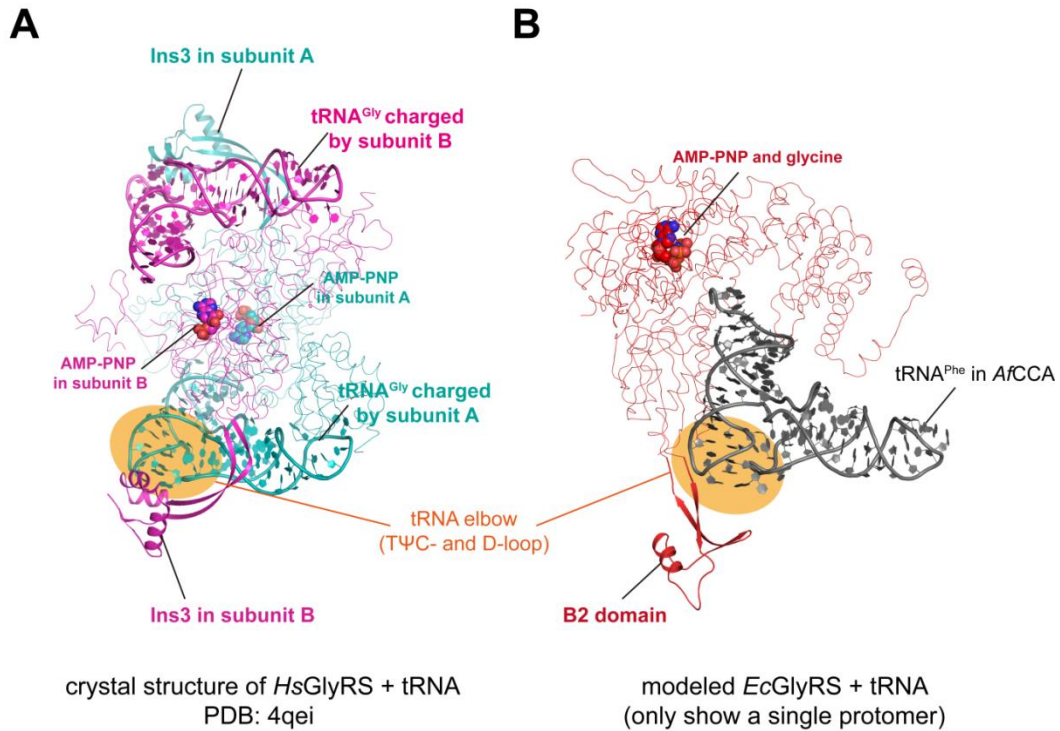 A
Ins3 in subunit A
tRNAGly charged
by subunit B
AMP-PNP
in subunit A
AMP-PNP
in subunit B
tRNAGly charged
by subunit A
tRNA elbow
(TΨC- and D-loop)
Ins3 in subunit B
crystal structure of HsGlyRS + tRNA
PDB: 4qei
B
AMP-PNP and glycine
tRNAPhe in AfCCA
B2 domain
modeled EcGlyRS + tRNA
(only show a single protomer)